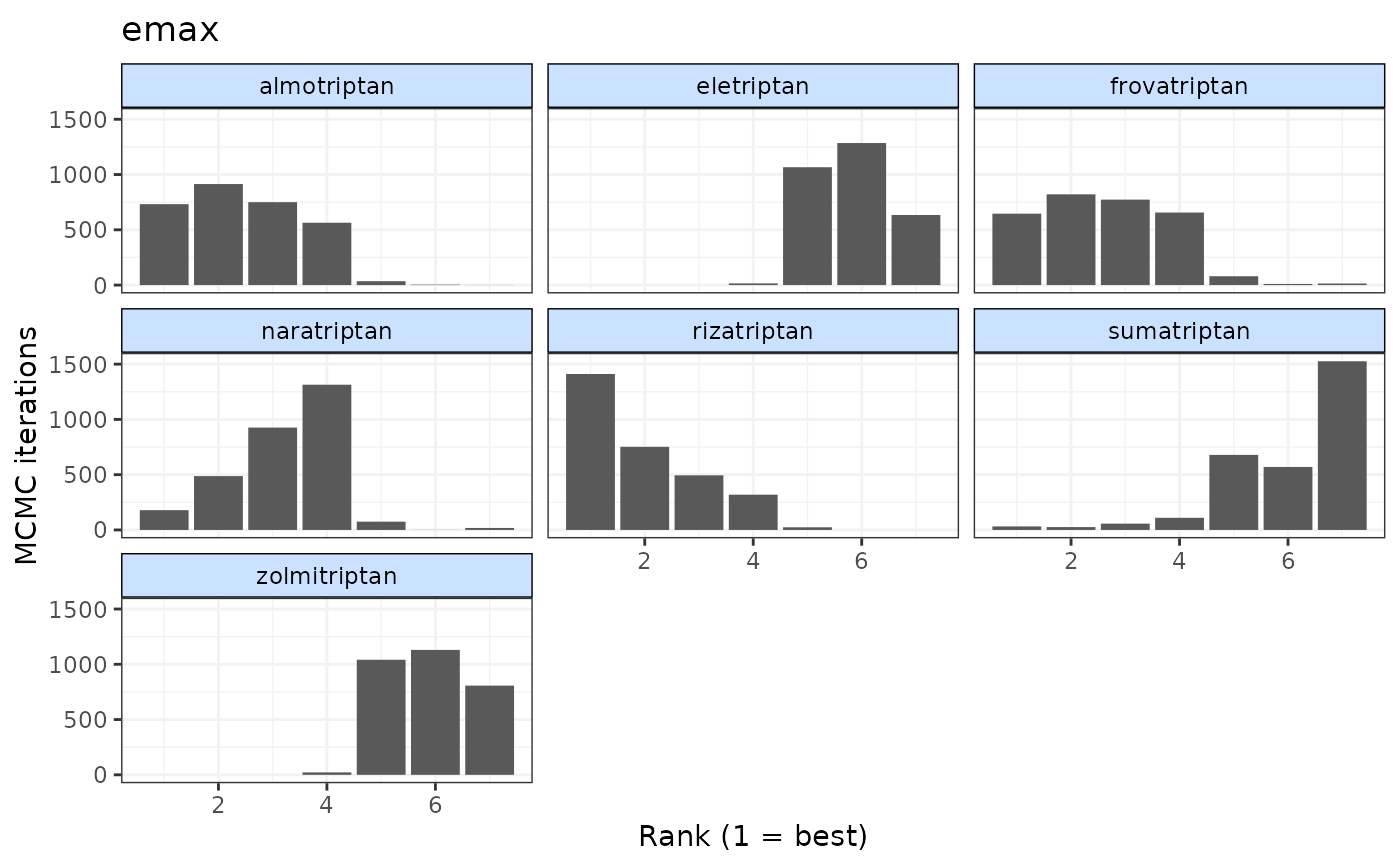 emax
almotriptan eletriptan frovatriptan
1500
1000
500
0
naratriptan rizatriptan sumatriptan
1500
1000
500
0
2 4 6 2 4 6
zolmitriptan
1500
1000
500
0
2 4 6
MCMC iterations
Rank (1 = best)